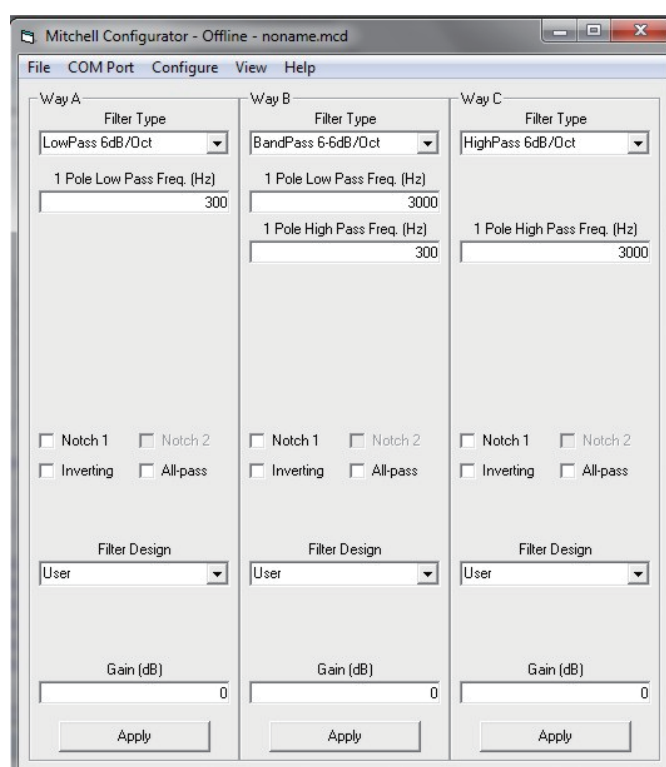 Mitchell Configurator - Offline - noname.mcd
File COM Port Configure View Help
Way A
Filter Type
LowPass 6dB/Oct
1 Pole Low Pass Freq. (Hz)
300
Notch 1 Notch 2
Inverting All-pass
Filter Design
User
Gain (dB)
0
Apply
Way B
Filter Type
BandPass 6-6dB/Oct
1 Pole Low Pass Freq. (Hz)
3000
1 Pole High Pass Freq. (Hz)
300
Notch 1 Notch 2
Inverting All-pass
Filter Design
User
Gain (dB)
0
Apply
Way C
Filter Type
HighPass 6dB/Oct
1 Pole High Pass Freq. (Hz)
3000
Notch 1 Notch 2
Inverting All-pass
Filter Design
User
Gain (dB)
0
Apply